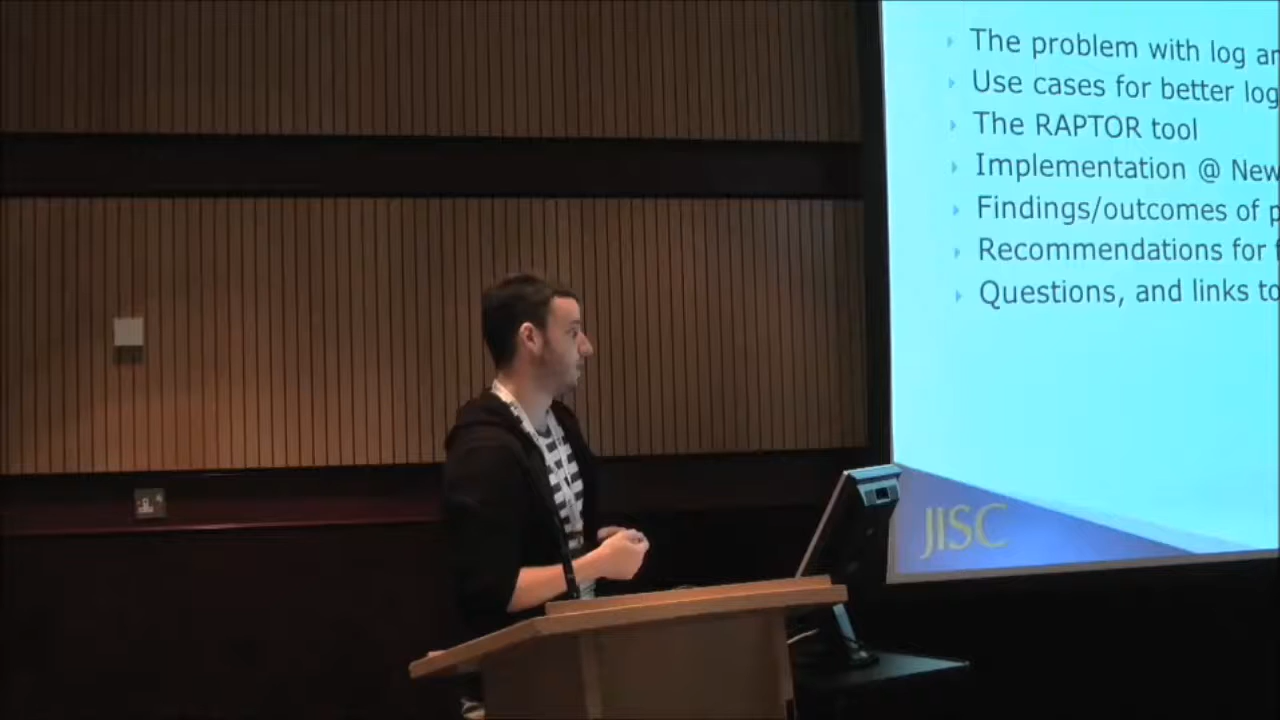 The problem with log
Use cases for better log
The RAPTOR tool
Implementation @ New
Findings/outcomes of
Recommendations for
Questions, and links to
JISC